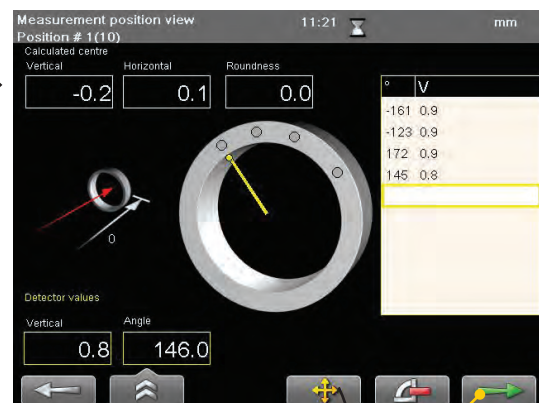 Measurement position view 11:21 mm
Position # 1(10)
Calculated centre
Vertical Horizontal Roundness
-0.2 0.1 0.0
° V
-161 0.9
-123 0.9
172 0.9
145 0.8
0
Detector values
Vertical Angle
0.8 146.0